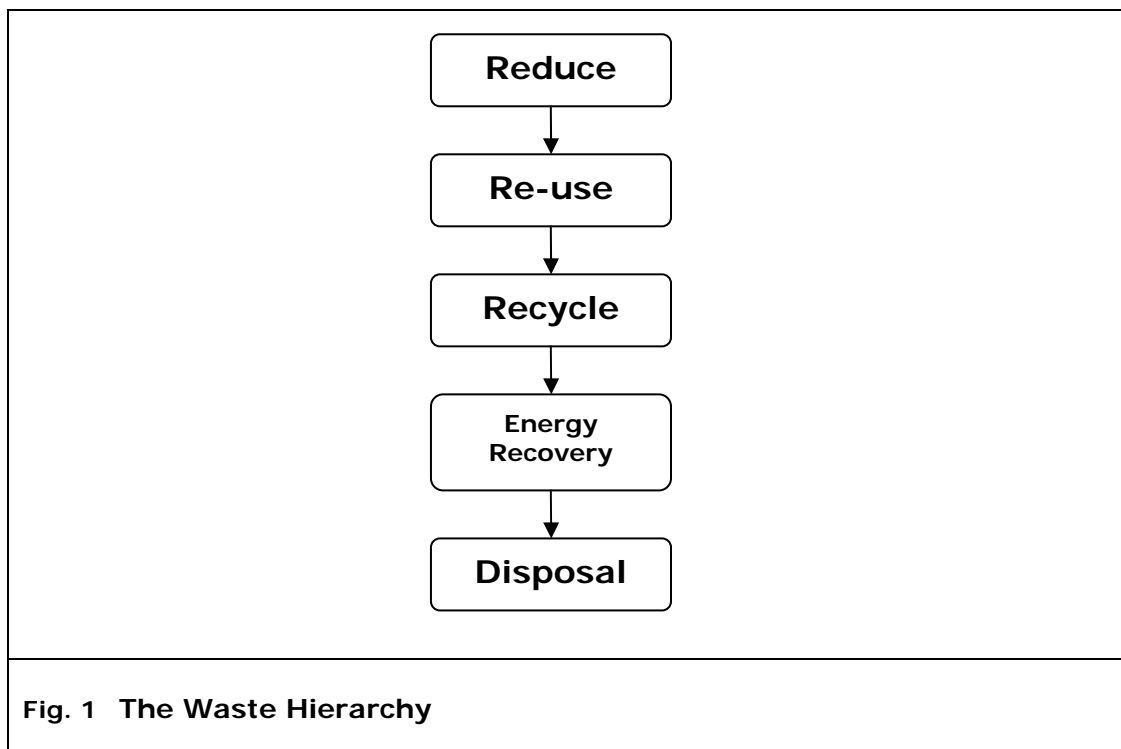 Reduce
Re-use
Recycle
Energy
Recovery
Disposal
Fig. 1 The Waste Hierarchy